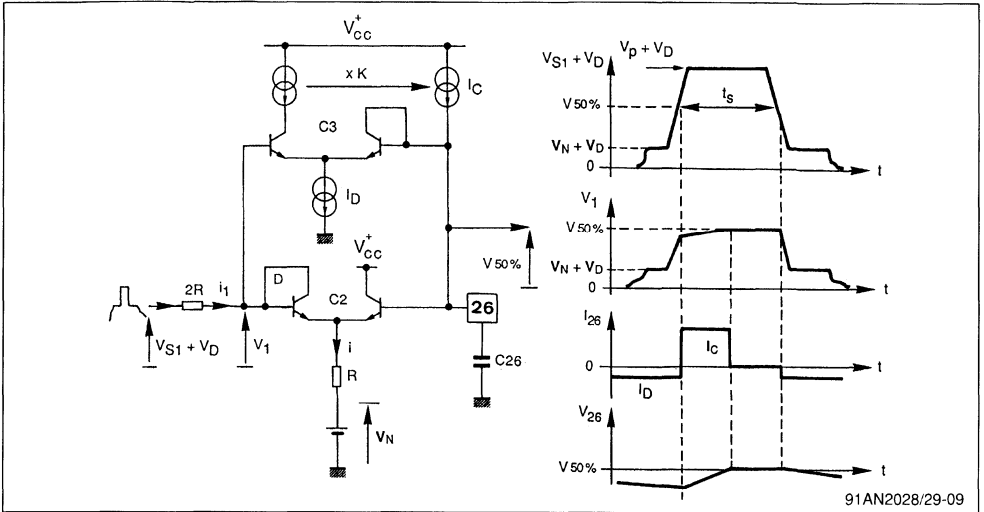 V⁺CC
x K
IC
C3
ID
V⁺CC
V 50%
D
2R
i1
C2
26
VS1 + VD
V1
i
C26
R
VN
VS1 + VD
Vp + VD
V 50%
ts
VN + VD
0
t
V1
V 50%
VN + VD
0
t
I26
IC
0
t
ID
V26
V 50%
t
91AN2028/29-09